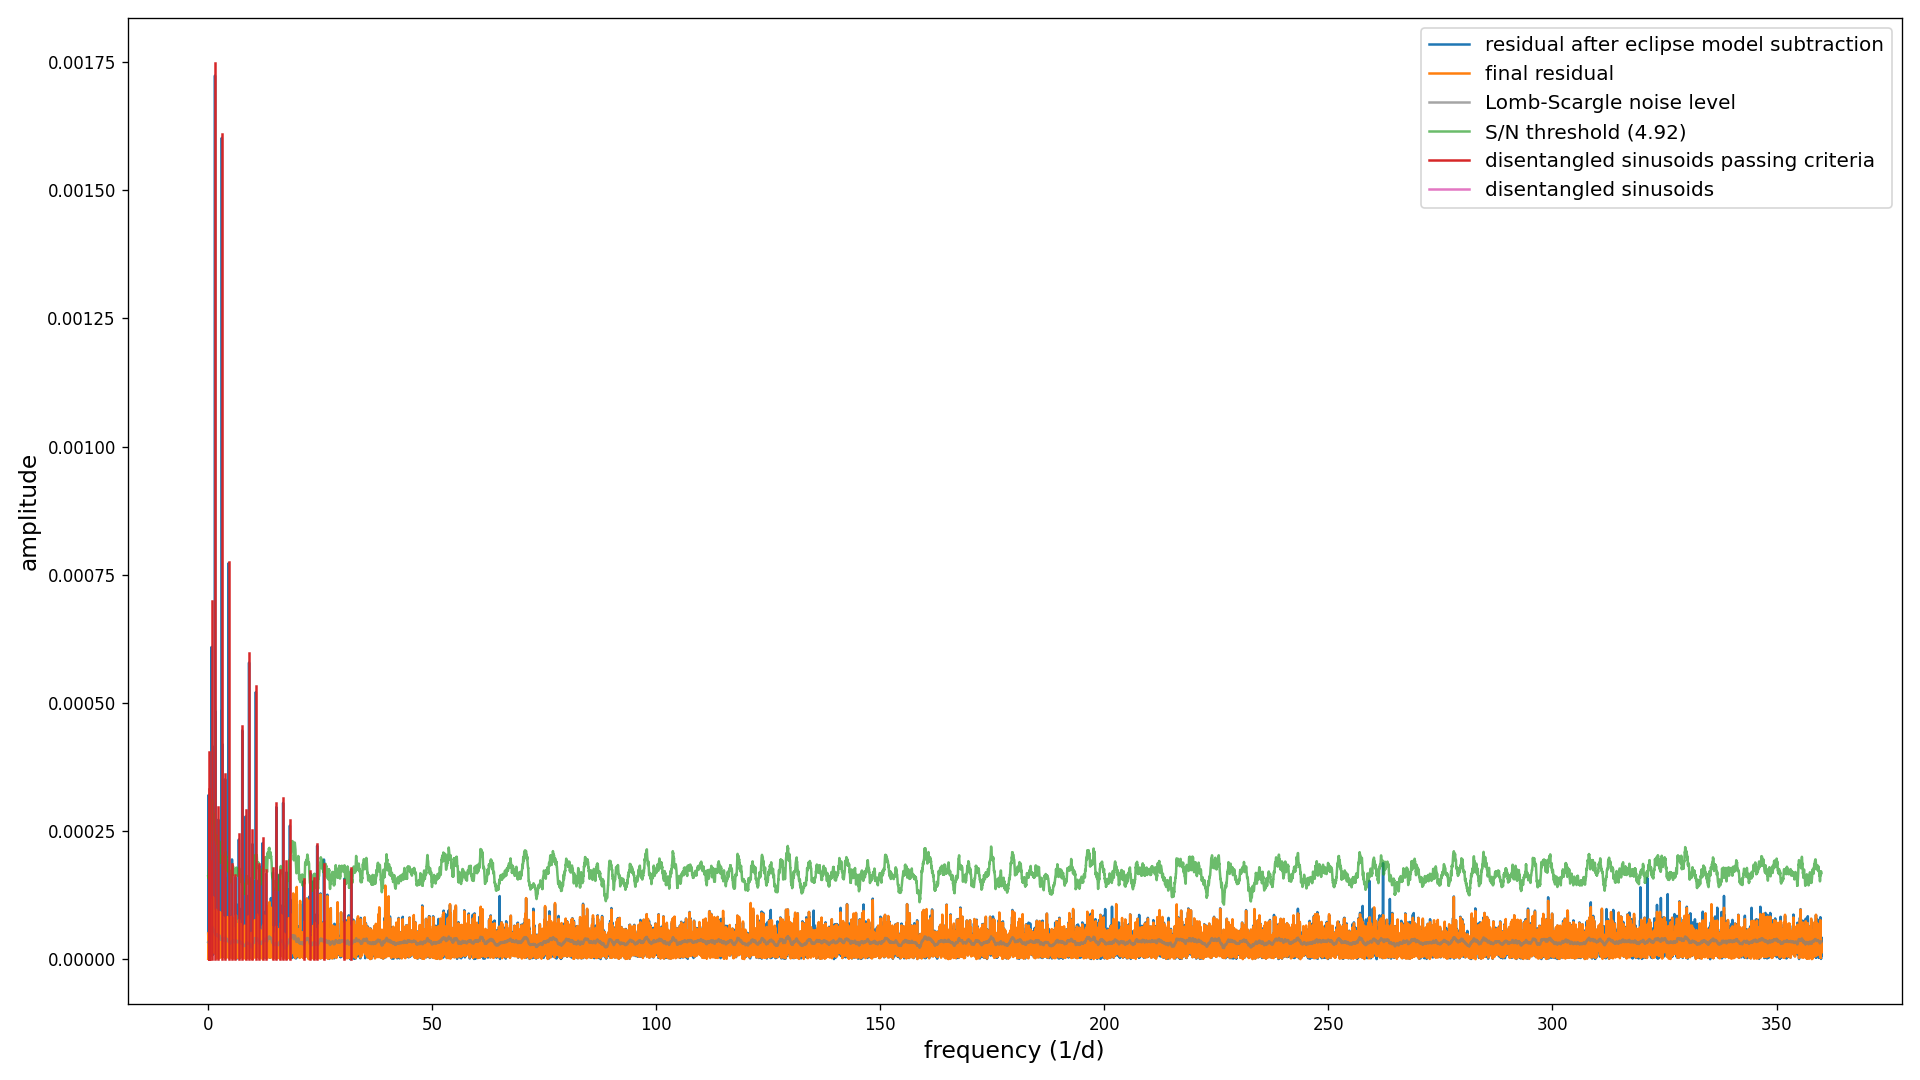 residual after eclipse model subtraction
final residual
Lomb-Scargle noise level
S/N threshold (4.92)
disentangled sinusoids passing criteria
disentangled sinusoids
0.00175
0.00150
0.00125
0.00100
0.00075
0.00050
0.00025
0.00000
amplitude
0 50 100 150 200 250 300 350
frequency (1/d)